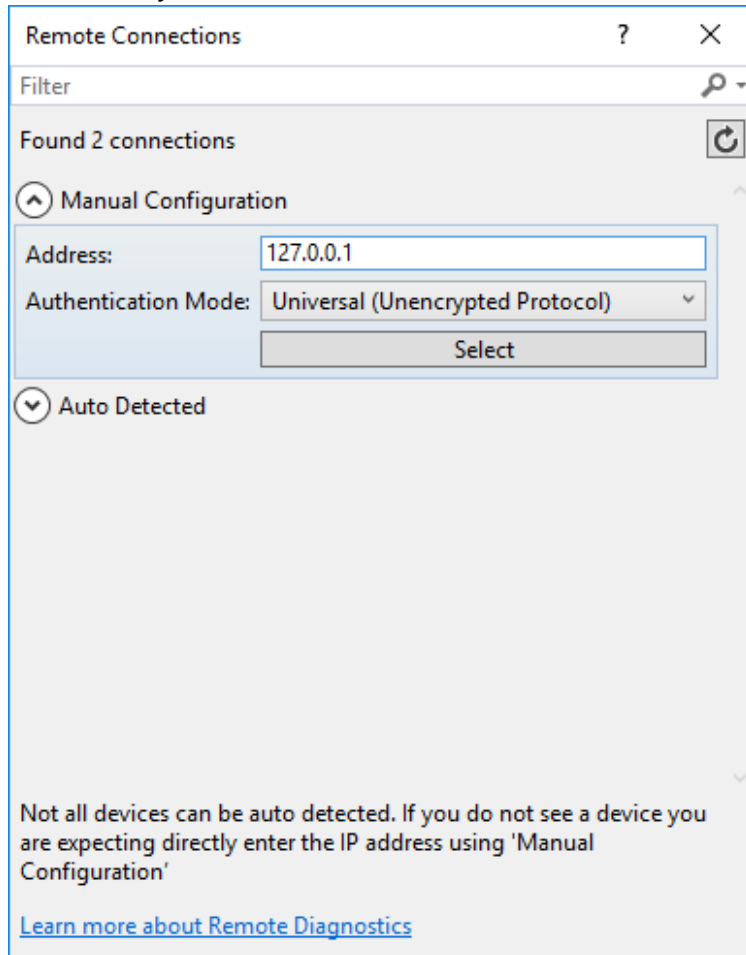 Remote Connections
Filter
Found 2 connections
Manual Configuration
Address: 127.0.0.1
Authentication Mode: Universal (Unencrypted Protocol)
Select
Auto Detected
Not all devices can be auto detected. If you do not see a device you
are expecting directly enter the IP address using 'Manual
Configuration'
Learn more about Remote Diagnostics